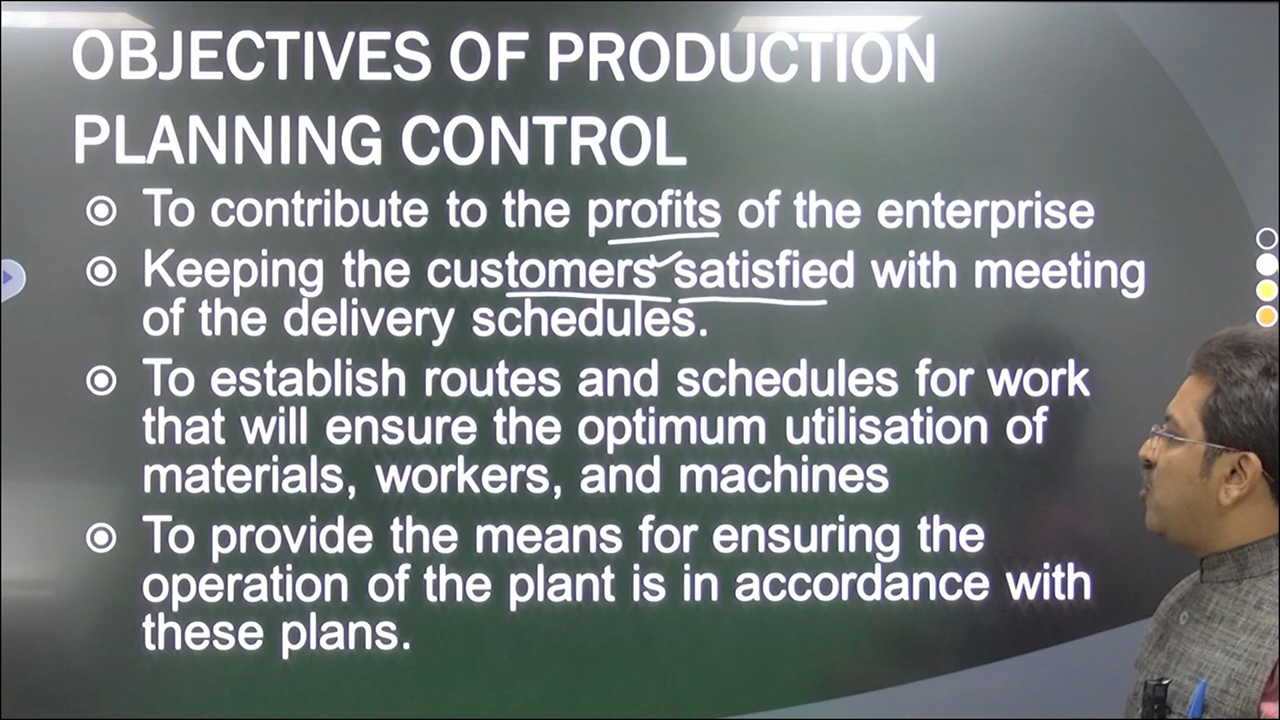 OBJECTIVES OF PRODUCTION
PLANNING CONTROL
To contribute to the profits of the enterprise
Keeping the customers satisfied with meeting
of the delivery schedules.
To establish routes and schedules for work
that will ensure the optimum utilisation of
materials, workers, and machines
To provide the means for ensuring the
operation of the plant is in accordance with
these plans.